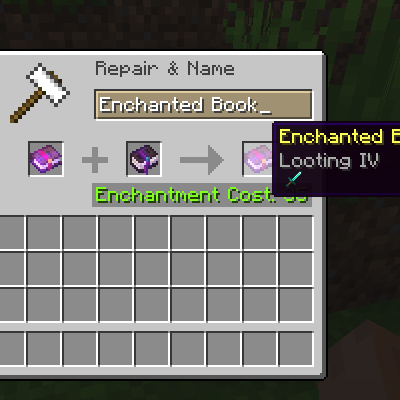 Repair & Name
Enchanted Book_
Enchanted B
Looting IV
Enchantment Cost: